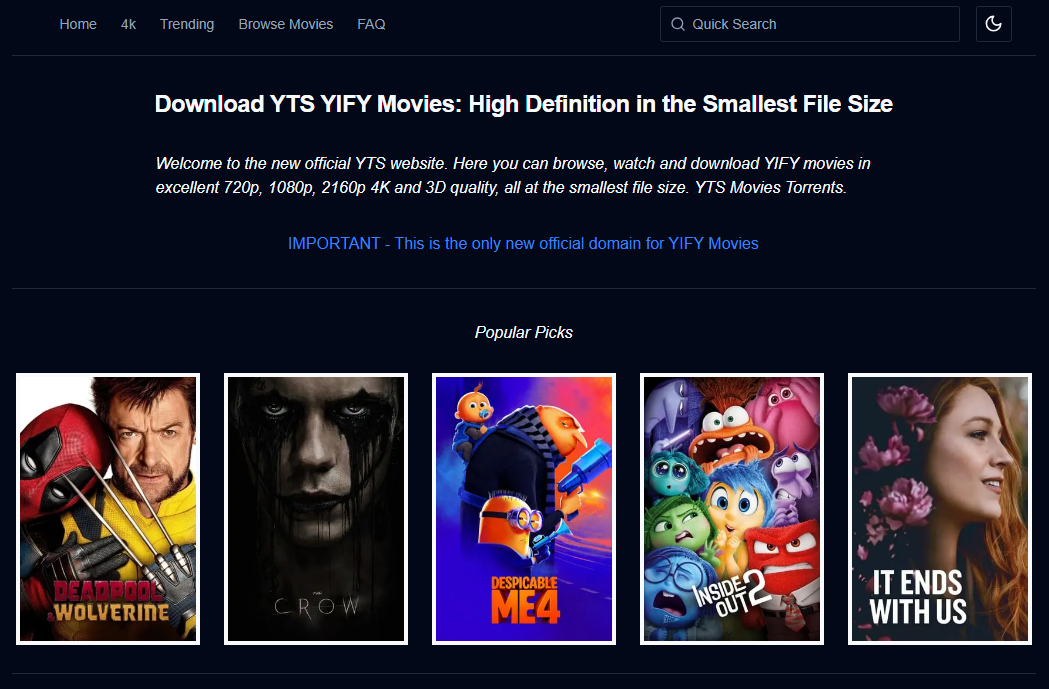 Home 4k Trending Browse Movies FAQ Quick Search
Download YTS YIFY Movies: High Definition in the Smallest File Size
Welcome to the new official YTS website. Here you can browse, watch and download YIFY movies in
excellent 720p, 1080p, 2160p 4K and 3D quality, all at the smallest file size. YTS Movies Torrents.
IMPORTANT - This is the only new official domain for YIFY Movies
Popular Picks
DEADPOOL
& WOLVERINE
THE
CROW
DESPICABLE
ME4
INSIDE
OUT2
IT ENDS
WITH US